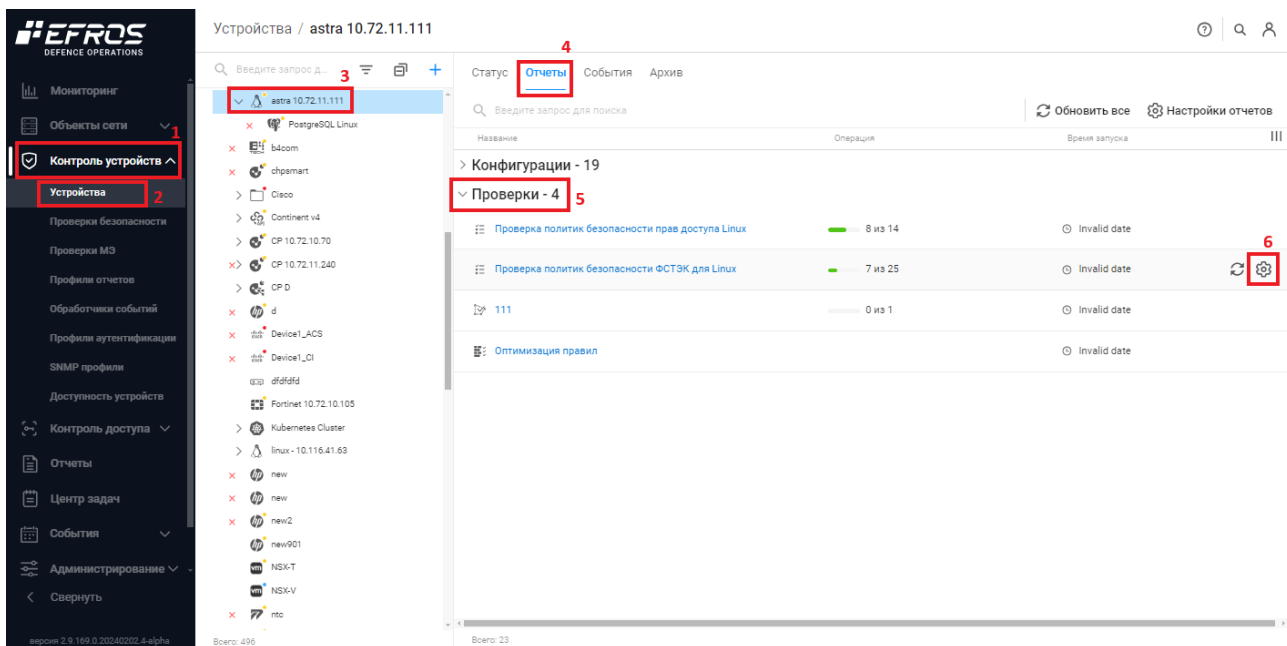 EFROS
DEFENCE OPERATIONS
Устройства / astra 10.72.11.111
Мониторинг
Объекты сети
1
Контроль устройств
Устройства
2
Проверки безопасности
Проверки МЭ
Профили отчетов
Обработчики событий
Профили аутентификации
SNMP профили
Доступность устройств
Контроль доступа
Отчеты
Центр задач
События
Администрирование
Свернуть
версия 2.9.169.0.20240202.4-alpha
Введите запрос д...
3
astra 10.72.11.111
PostgreSQL Linux
b4com
chpsmart
Cisco
Continent v4
CP 10.72.10.70
CP 10.72.11.240
CP D
d
Device1_ACS
Device1_CI
dfdfdfd
Fortinet 10.72.10.105
Kubernetes Cluster
linux - 10.116.41.63
new
new
new2
new901
NSX-T
NSX-V
ntc
Всего: 496
4
Статус Отчеты События Архив
Введите запрос для поиска
Обновить все Настройки отчетов
Название Операция Время запуска
Конфигурации - 19
Проверки - 4
5
Проверка политик безопасности прав доступа Linux 8 из 14 Invalid date
6
Проверка политик безопасности ФСТЭК для Linux 7 из 25 Invalid date
111 0 из 1 Invalid date
Оптимизация правил Invalid date
Всего: 23